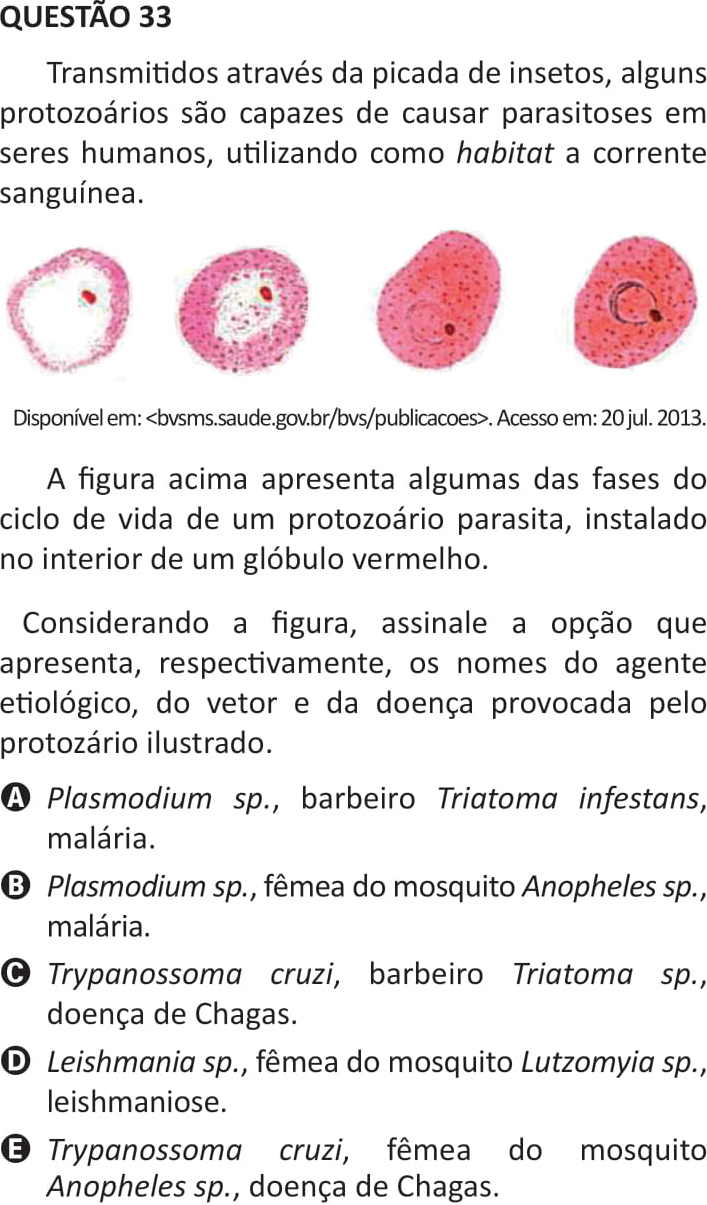 QUESTÃO 33
Transmitidos através da picada de insetos, alguns
protozoários são capazes de causar parasitoses em
seres humanos, utilizando como habitat a corrente
sanguínea.
Disponível em: <bvsms.saude.gov.br/bvs/publicacoes>. Acesso em: 20 jul. 2013.
A figura acima apresenta algumas das fases do
ciclo de vida de um protozoário parasita, instalado
no interior de um glóbulo vermelho.
Considerando a figura, assinale a opção que
apresenta, respectivamente, os nomes do agente
etiológico, do vetor e da doença provocada pelo
protozário ilustrado.
A Plasmodium sp., barbeiro Triatoma infestans,
malária.
B Plasmodium sp., fêmea do mosquito Anopheles sp.,
malária.
C Trypanossoma cruzi, barbeiro Triatoma sp.,
doença de Chagas.
D Leishmania sp., fêmea do mosquito Lutzomyia sp.,
leishmaniose.
E Trypanossoma cruzi, fêmea do mosquito
Anopheles sp., doença de Chagas.